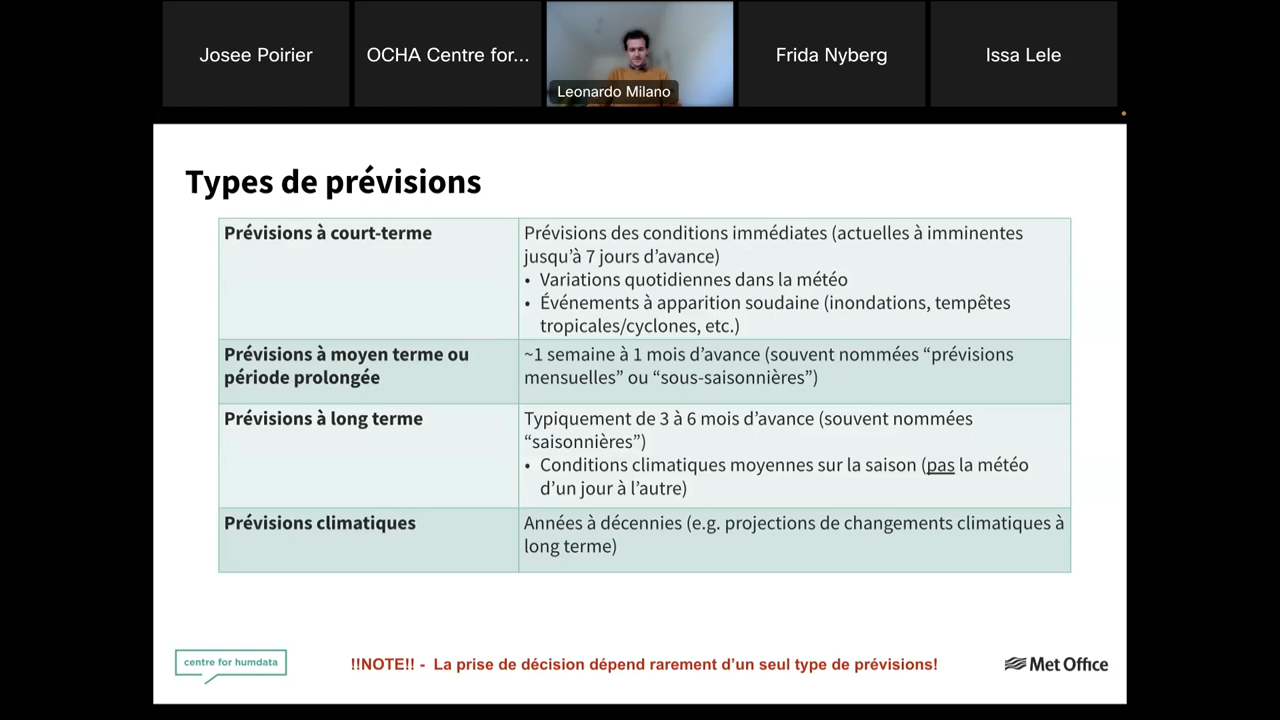 Josee Poirier
OCHA Centre for...
Leonardo Milano
Frida Nyberg
Issa Lele
Types de prévisions
Prévisions à court-terme
Prévisions des conditions immédiates (actuelles à imminentes
jusqu’à 7 jours d’avance)
• Variations quotidiennes dans la météo
• Événements à apparition soudaine (inondations, tempêtes
tropicales/cyclones, etc.)
Prévisions à moyen terme ou
période prolongée
~1 semaine à 1 mois d’avance (souvent nommées “prévisions
mensuelles” ou “sous-saisonnières”)
Prévisions à long terme
Typiquement de 3 à 6 mois d’avance (souvent nommées
“saisonnières”)
• Conditions climatiques moyennes sur la saison (pas la météo
d’un jour à l’autre)
Prévisions climatiques
Années à décennies (e.g. projections de changements climatiques à
long terme)
centre for humdata
!!NOTE!! - La prise de décision dépend rarement d’un seul type de prévisions!
Met Office